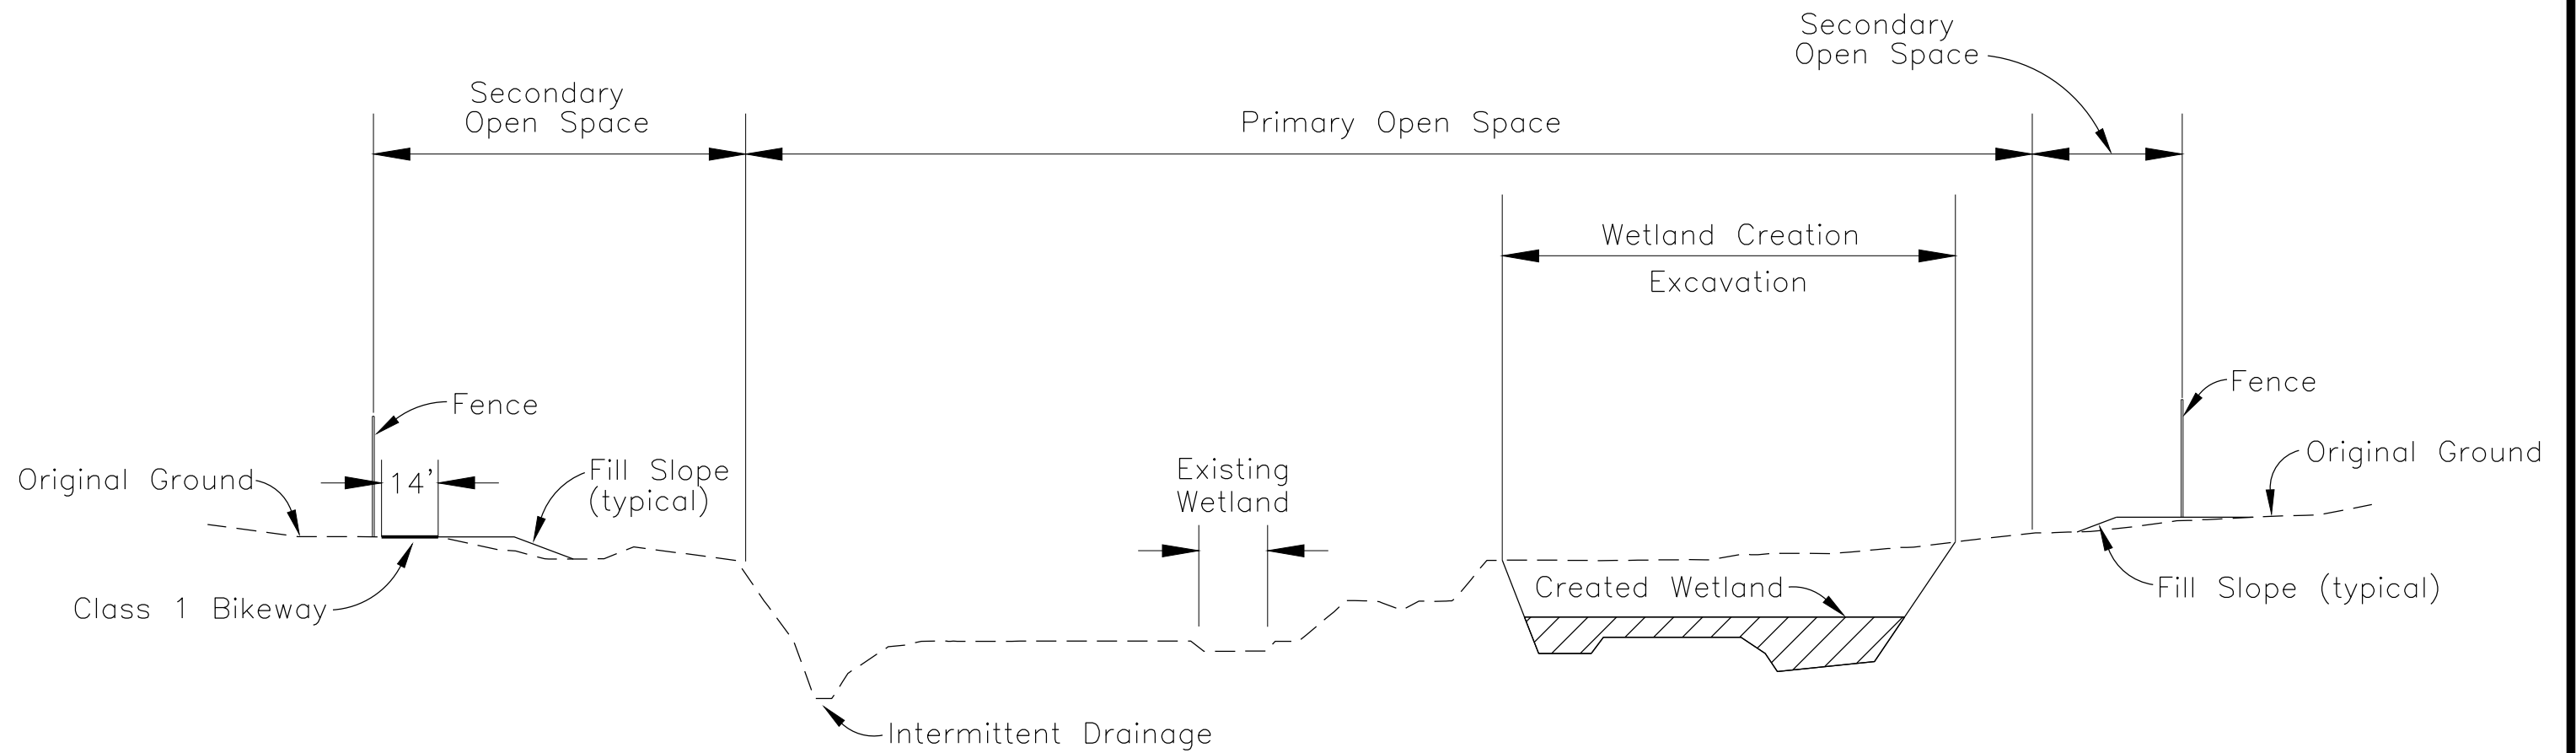 Secondary
Open Space
Secondary
Open Space
Primary Open Space
Wetland Creation
Excavation
Fence
Fence
Original Ground
14'
Fill Slope
(typical)
Existing
Wetland
Original Ground
Class 1 Bikeway
Created Wetland
Fill Slope (typical)
Intermittent Drainage